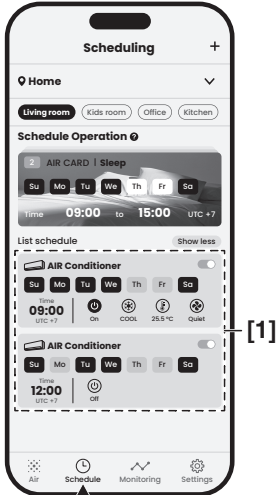 Scheduling +
Home
Living room Kids room Office Kitchen
Schedule Operation ?
2 AIR CARD | Sleep
Su Mo Tu We Th Fr Sa
Time 09:00 to 15:00 UTC +7
List schedule Show less
AIR Conditioner
Su Mo Tu We Th Fr Sa
Time
09:00
UTC +7
On COOL 25.5 °C Quiet
[1]
AIR Conditioner
Su Mo Tu We Th Fr Sa
Time
12:00
UTC +7
Off
Air Schedule Monitoring Settings